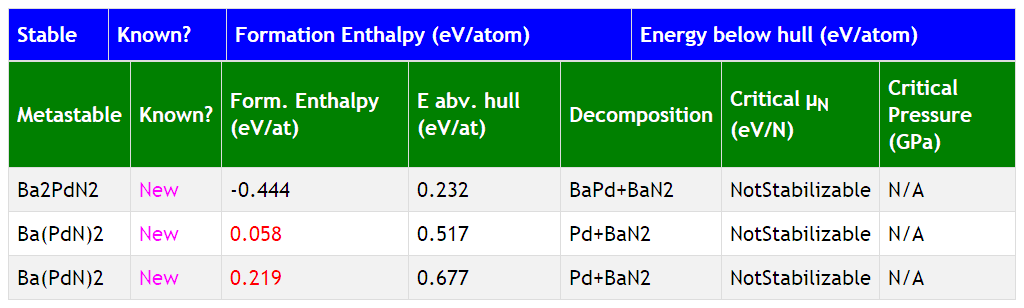 Stable Known? Formation Enthalpy (eV/atom) Energy below hull (eV/atom)
Metastable Known? Form. Enthalpy (eV/at) E abv. hull (eV/at) Decomposition Critical μN (eV/N) Critical Pressure (GPa)
Ba2PdN2 New -0.444 0.232 BaPd+BaN2 NotStabilizable N/A
Ba(PdN)2 New 0.058 0.517 Pd+BaN2 NotStabilizable N/A
Ba(PdN)2 New 0.219 0.677 Pd+BaN2 NotStabilizable N/A